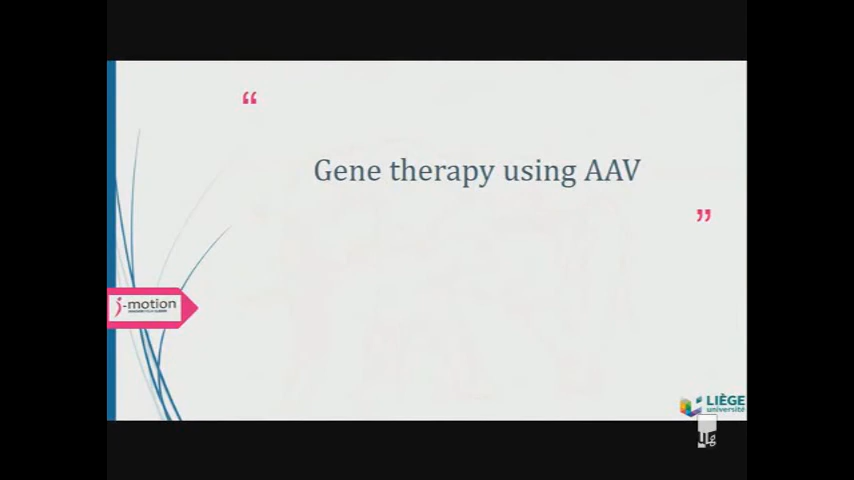 “
Gene therapy using AAV
”
i-motion
LIÈGE
université